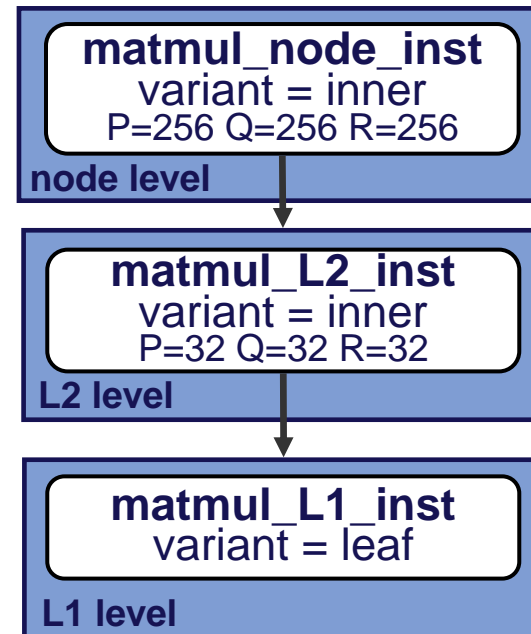 matmul_node_inst
variant = inner
P=256 Q=256 R=256
node level
matmul_L2_inst
variant = inner
P=32 Q=32 R=32
L2 level
matmul_L1_inst
variant = leaf
L1 level